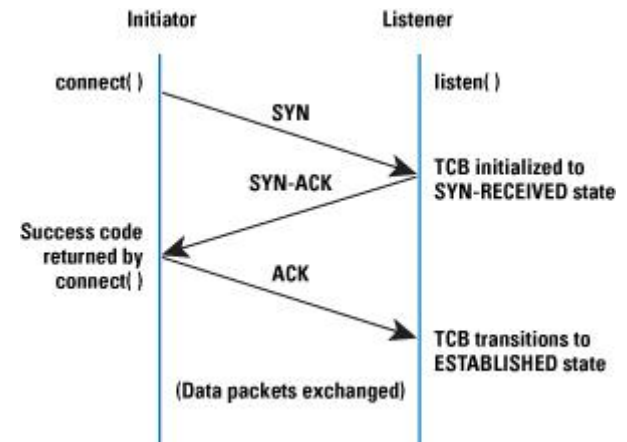 Initiator
Listener
connect( )
listen( )
SYN
TCB initialized to
SYN-RECEIVED state
SYN-ACK
Success code
returned by
connect( )
ACK
TCB transitions to
ESTABLISHED state
(Data packets exchanged)